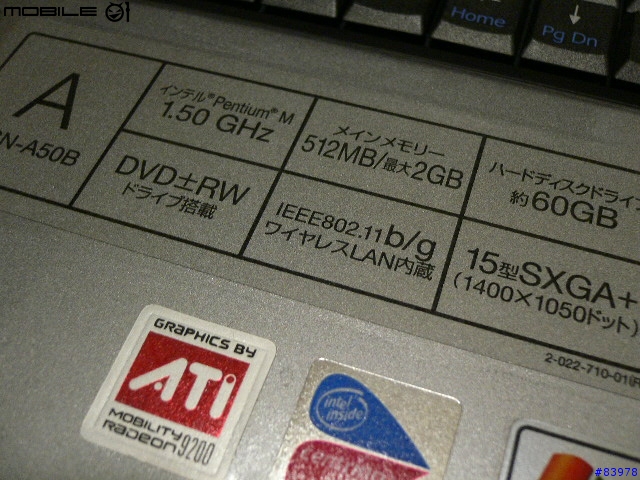 MOBILE 01
Home
↓
Pg Dn
A
N-A50B
インテル®Pentium® M
1.50 GHz
メインメモリー
512MB/最大2GB
ハードディスクドライブ
約60GB
DVD±RW
ドライブ搭載
IEEE802.11b/g
ワイヤレスLAN内蔵
15型SXGA+
(1400×1050ドット)
2-022-710-01
GRAPHICS BY
ATI
MOBILITY
RADEON 9200
intel
inside
#83978